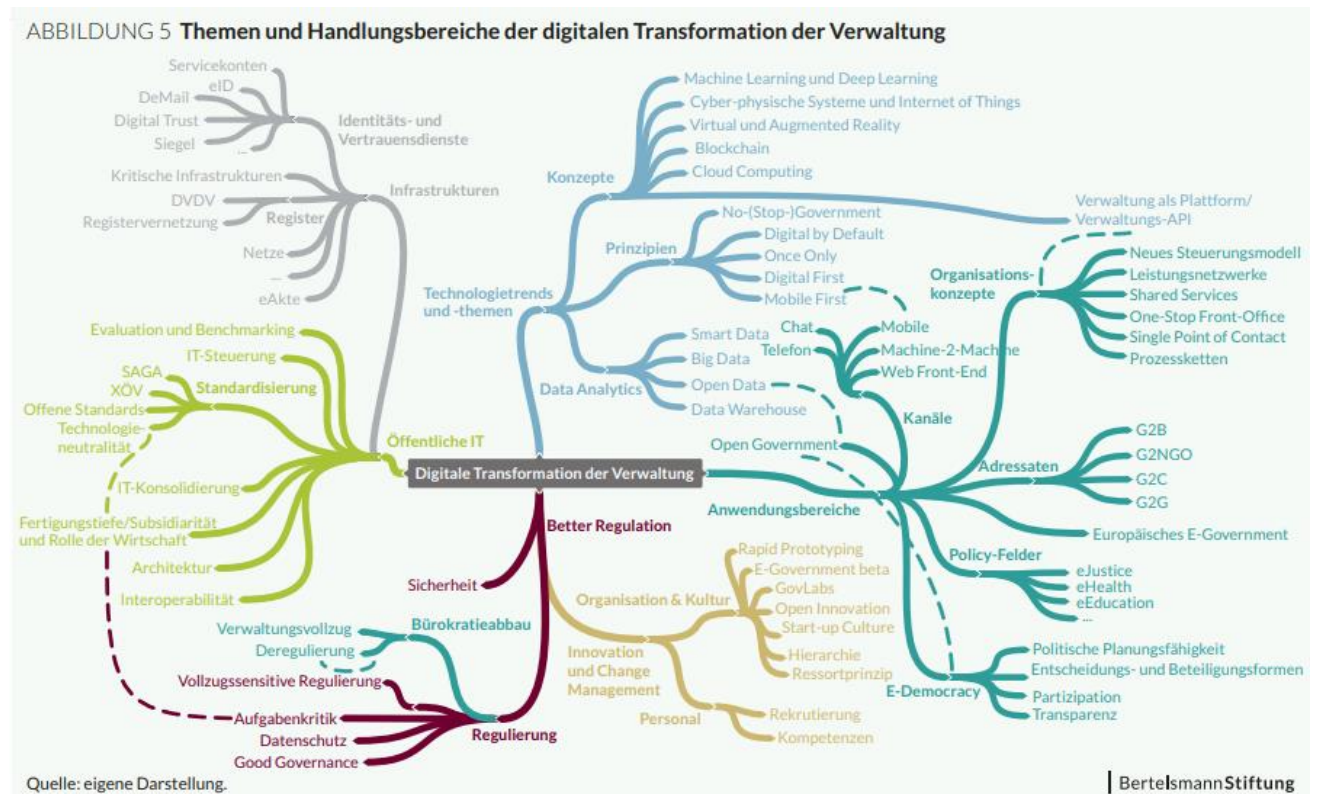 ABBILDUNG 5 Themen und Handlungsbereiche der digitalen Transformation der Verwaltung
Servicekonten
eID
DeMail
Digital Trust
Siegel
...
Identitäts- und
Vertrauensdienste
Kritische Infrastrukturen
DVDV
Registervernetzung
Register
Netze
...
eAkte
Infrastrukturen
Evaluation und Benchmarking
IT-Steuerung
SAGA
XÖV
Offene Standards
Technologie-
neutralität
Standardisierung
IT-Konsolidierung
Fertigungstiefe/Subsidiarität
und Rolle der Wirtschaft
Architektur
Interoperabilität
Öffentliche IT
Digitale Transformation der Verwaltung
Technologietrends
und -themen
Konzepte
Machine Learning und Deep Learning
Cyber-physische Systeme und Internet of Things
Virtual und Augmented Reality
Blockchain
Cloud Computing
Verwaltung als Plattform/
Verwaltungs-API
Prinzipien
No-(Stop-)Government
Digital by Default
Once Only
Digital First
Mobile First
Data Analytics
Smart Data
Big Data
Open Data
Data Warehouse
Anwendungsbereiche
Open Government
Kanäle
Chat
Telefon
Mobile
Machine-2-Machine
Web Front-End
Organisations-
konzepte
Neues Steuerungsmodell
Leistungsnetzwerke
Shared Services
One-Stop Front-Office
Single Point of Contact
Prozessketten
Adressaten
G2B
G2NGO
G2C
G2G
Europäisches E-Government
Policy-Felder
eJustice
eHealth
eEducation
...
E-Democracy
Politische Planungsfähigkeit
Entscheidungs- und Beteiligungsformen
Partizipation
Transparenz
Better Regulation
Sicherheit
Innovation
und Change
Management
Organisation & Kultur
Rapid Prototyping
E-Government beta
GovLabs
Open Innovation
Start-up Culture
Hierarchie
Ressortprinzip
Personal
Rekrutierung
Kompetenzen
Regulierung
Bürokratieabbau
Verwaltungsvollzug
Deregulierung
Vollzugssensitive Regulierung
Aufgabenkritik
Datenschutz
Good Governance
Quelle: eigene Darstellung.
BertelsmannStiftung